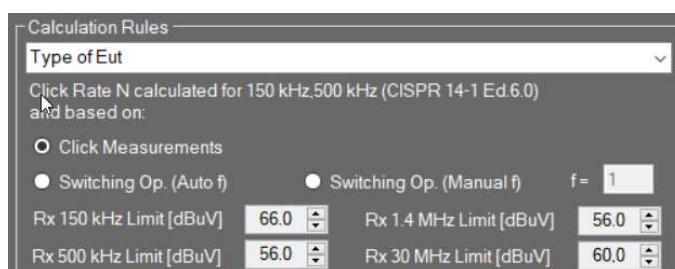 Calculation Rules
Type of Eut
Click Rate N calculated for 150 kHz,500 kHz (CISPR 14-1 Ed.6.0)
and based on:
Click Measurements
Switching Op. (Auto f) Switching Op. (Manual f) f = 1
Rx 150 kHz Limit [dBuV] 66.0 Rx 1.4 MHz Limit [dBuV] 56.0
Rx 500 kHz Limit [dBuV] 56.0 Rx 30 MHz Limit [dBuV] 60.0